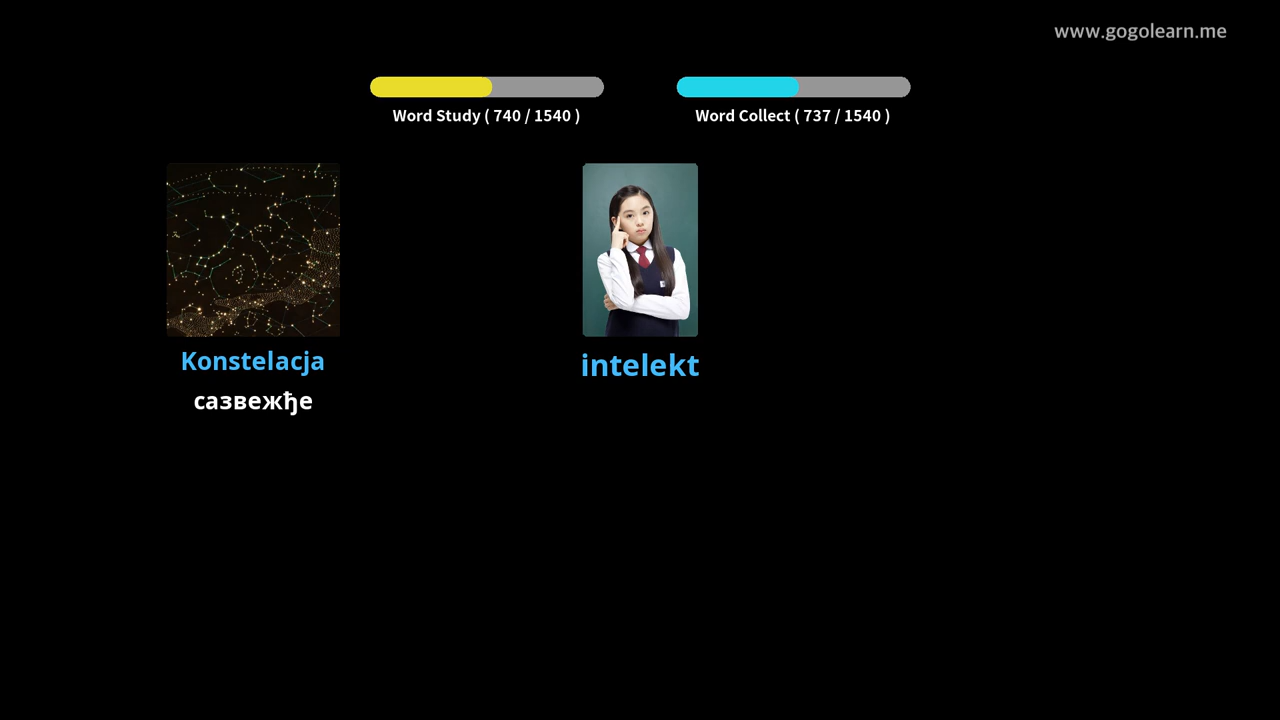 www.gogolearn.me
Word Study ( 740 / 1540 )
Word Collect ( 737 / 1540 )
Konstelacja
сазвежђе
intelekt